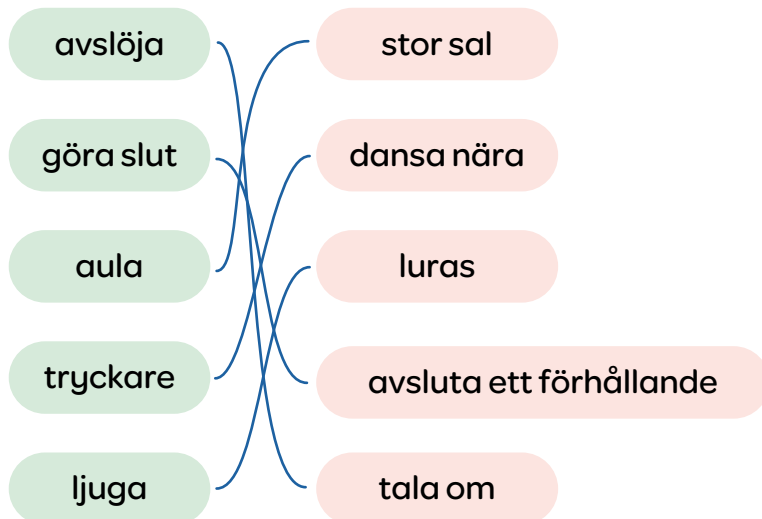 avslöja
stor sal
göra slut
dansa nära
aula
luras
tryckare
avsluta ett förhållande
ljuga
tala om